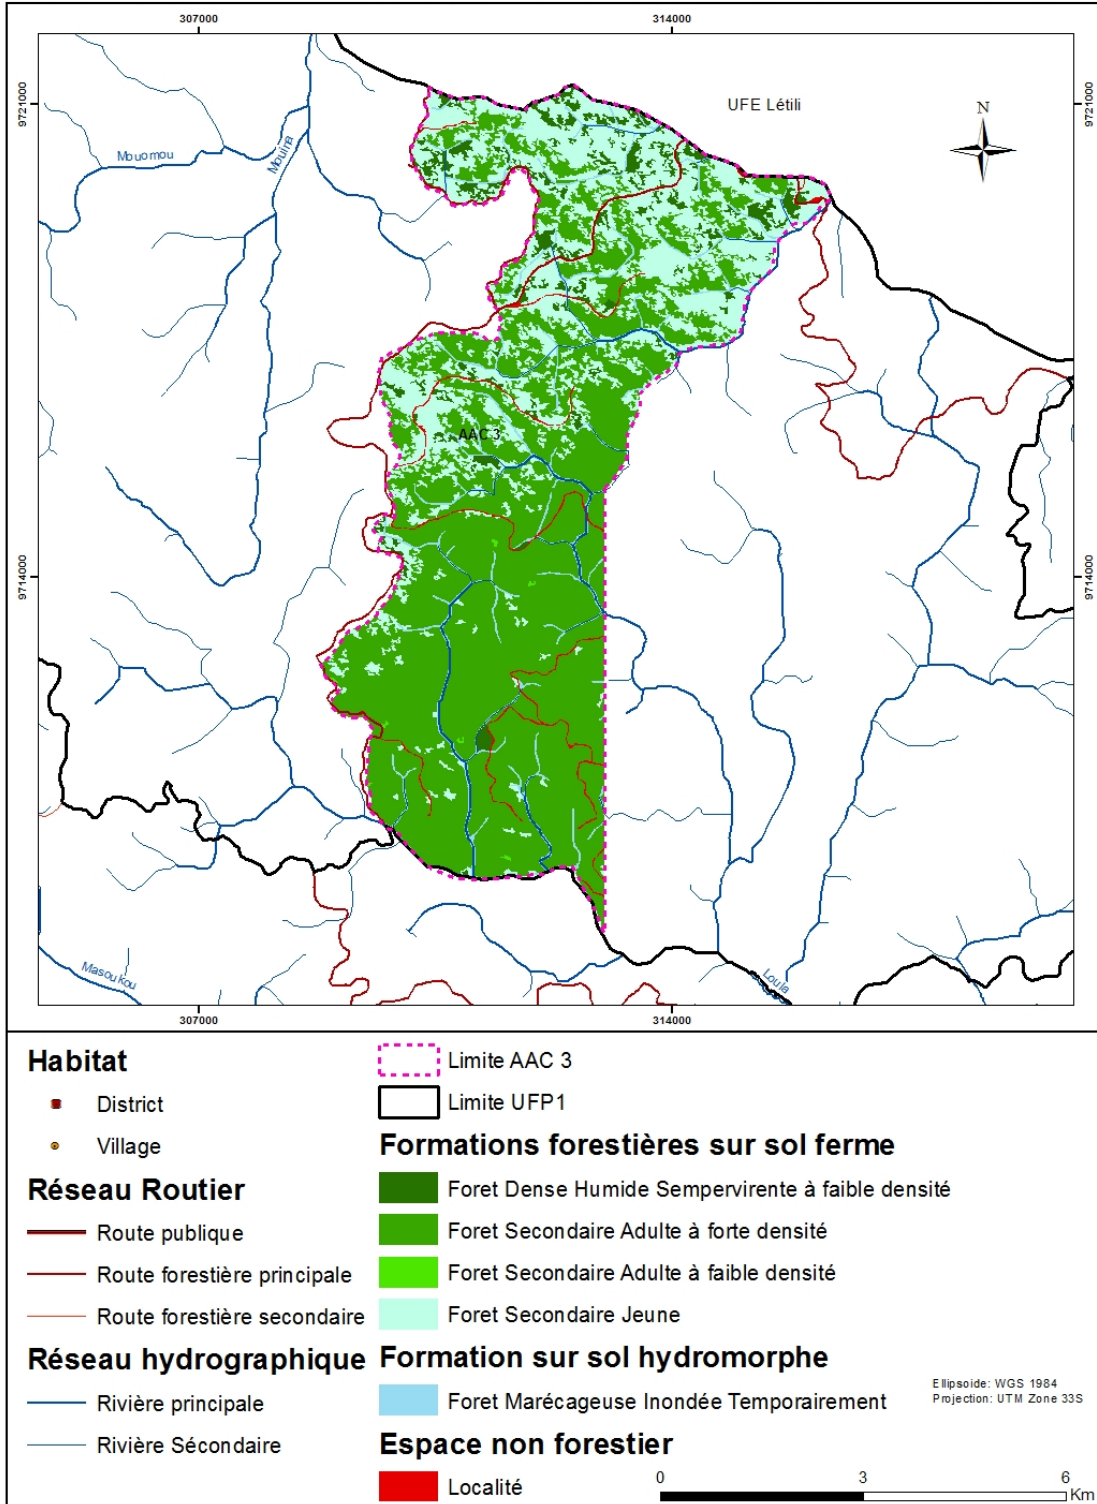 307000
314000
9721000
9721000
UFE Létili
N
Mouomou
Mouina
AAC 3
9714000
9714000
Masoukou
Loula
307000
314000
Habitat
District
Village
Réseau Routier
Route publique
Route forestière principale
Route forestière secondaire
Réseau hydrographique
Rivière principale
Rivière Sécondaire
Limite AAC 3
Limite UFP1
Formations forestières sur sol ferme
Foret Dense Humide Sempervirente à faible densité
Foret Secondaire Adulte à forte densité
Foret Secondaire Adulte à faible densité
Foret Secondaire Jeune
Formation sur sol hydromorphe
Foret Marécageuse Inondée Temporairement
Espace non forestier
Localité
Ellipsoide: WGS 1984
Projection: UTM Zone 33S
0 3 6
Km